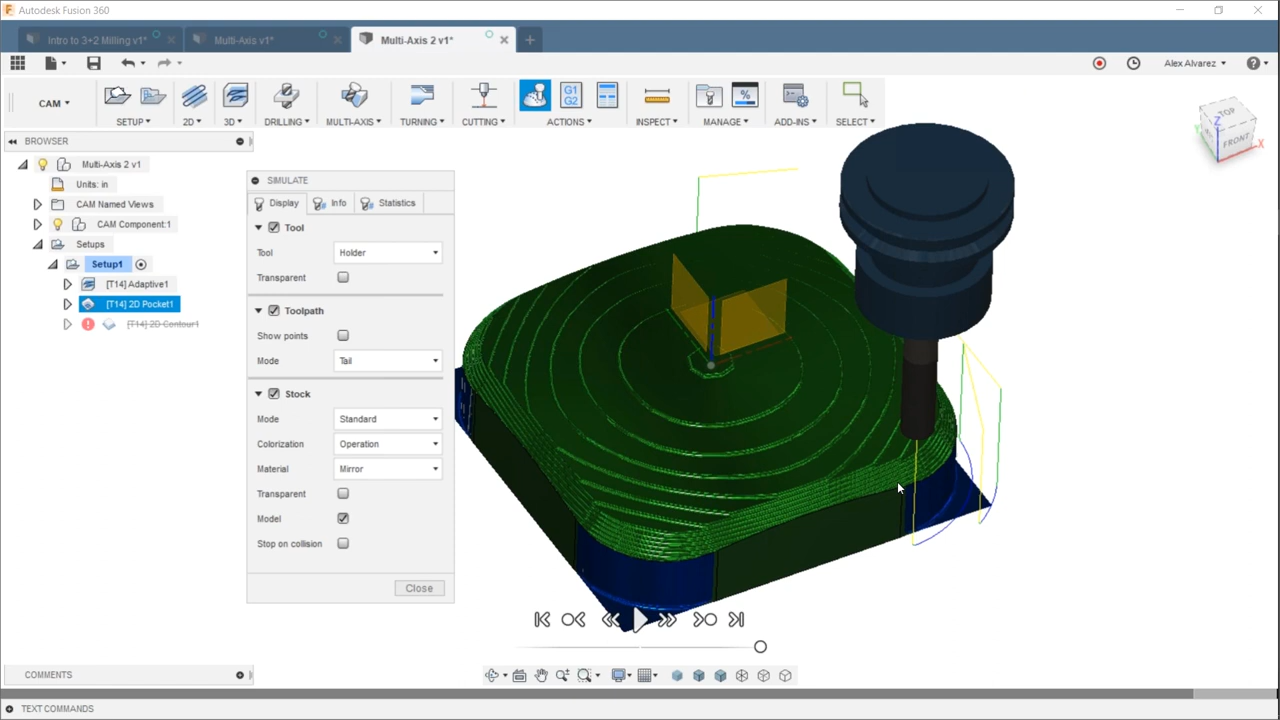 Autodesk Fusion 360
Intro to 3+2 Milling v1*
Multi-Axis v1*
Multi-Axis 2 v1*
Alex Alvarez
CAM
SETUP
2D
3D
DRILLING
MULTI-AXIS
TURNING
CUTTING
G1
G2
ACTIONS
INSPECT
MANAGE
ADD-INS
SELECT
BROWSER
Multi-Axis 2 v1
Units: in
CAM Named Views
CAM Component:1
Setups
Setup1
[T14] Adaptive1
[T14] 2D Pocket1
[T14] 2D Contour1
SIMULATE
Display
Info
Statistics
Tool
Tool Holder
Transparent
Toolpath
Show points
Mode Tail
Stock
Mode Standard
Colorization Operation
Material Mirror
Transparent
Model
Stop on collision
Close
TOP
FRONT
Z
X
Y
COMMENTS
TEXT COMMANDS